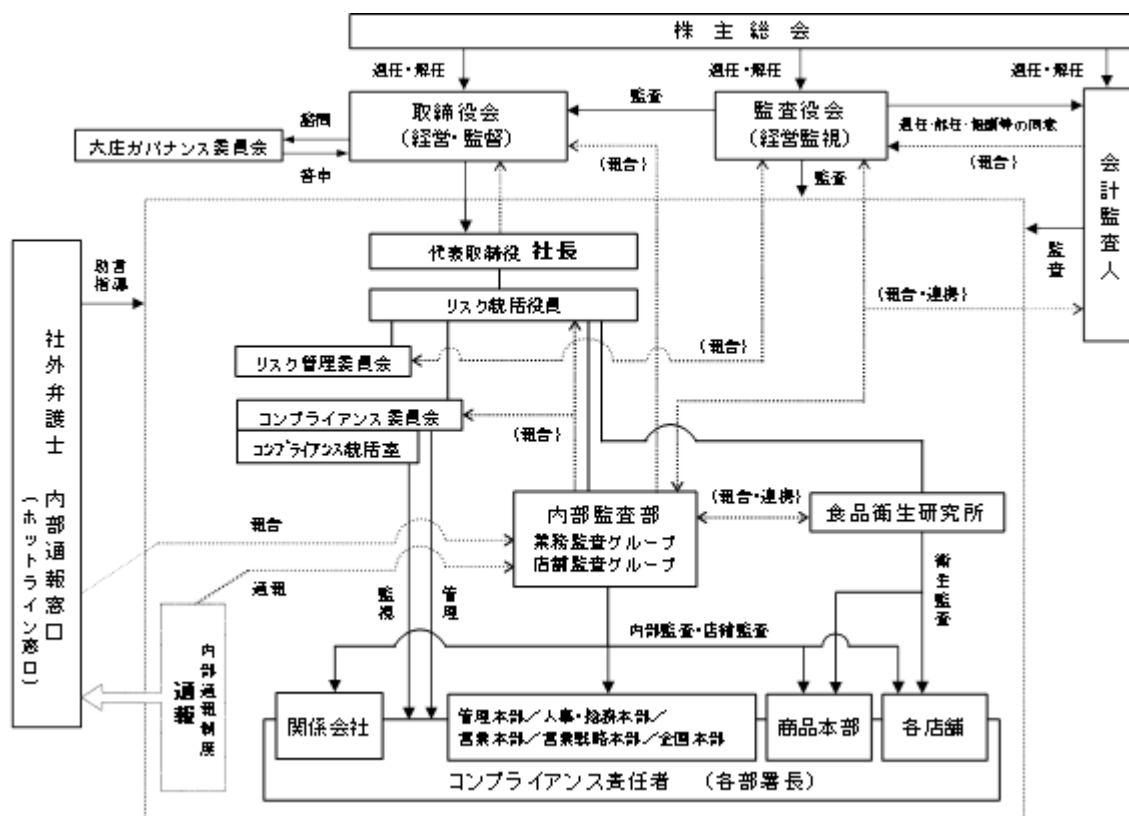 株主総会
選任・解任
選任・解任
選任・解任
取締役会
(経営・監督)
監査
監査役会
(経営監視)
選任・解任・報酬等の同意
(報告)
諮問
大庄ガバナンス委員会
答申
(報告)
監査
会計監査人
監査
代表取締役 社長
助言
指導
リスク統括役員
(報告・連携)
社外弁護士 内部通報窓口
(ホットライン窓口)
リスク管理委員会
(報告)
コンプライアンス委員会
コンプライアンス統括室
(報告)
内部監査部
業務監査グループ
店舗監査グループ
(報告・連携)
食品衛生研究所
報告
通報
監視
管理
衛生監査
内部通報制度
通報
内部監査・店舗監査
関係会社
管理本部/人事・総務本部/
営業本部/営業戦略本部/企画本部
商品本部
各店舗
コンプライアンス責任者 (各部署長)